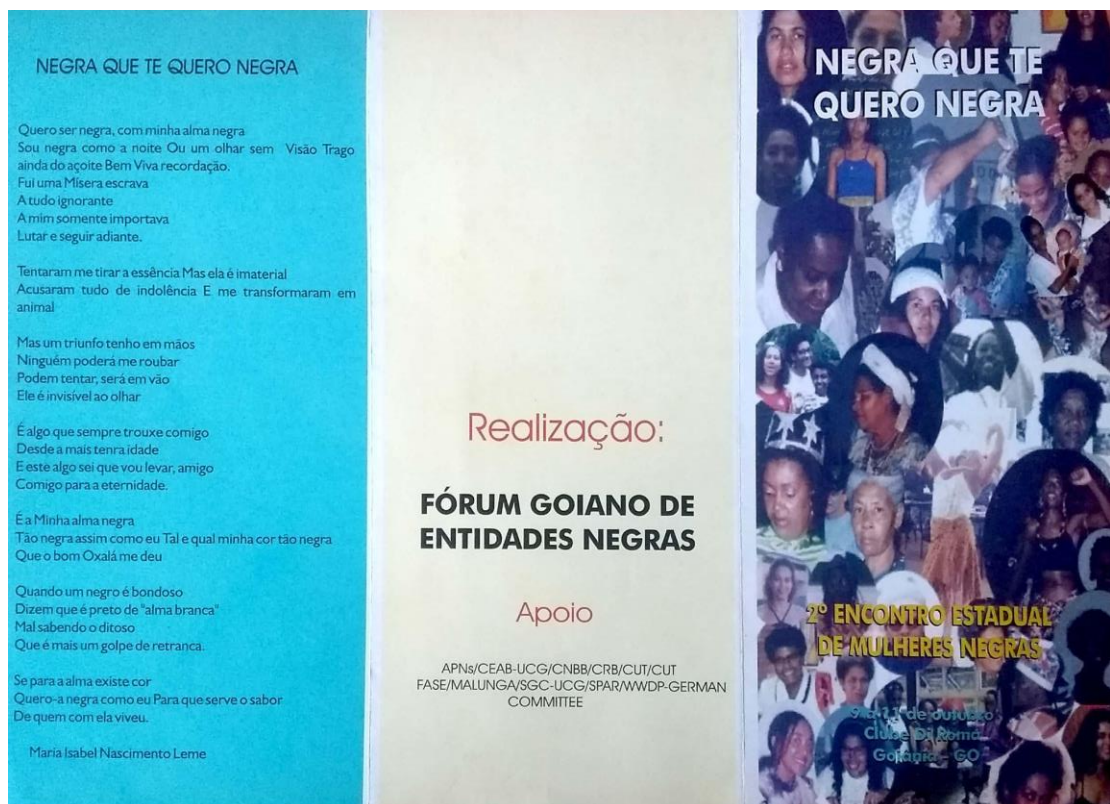 NEGRA QUE TE QUERO NEGRA
Quero ser negra, com minha alma negra
Sou negra como a noite Ou um olhar sem Visão Trago
ainda do açoite Bem Viva recordação.
Fui uma Mísera escrava
A tudo ignorante
A mim somente importava
Lutar e seguir adiante.
Tentaram me tirar a essência Mas ela é imaterial
Acusaram tudo de indolência E me transformaram em
animal
Mas um triunfo tenho em mãos
Ninguém poderá me roubar
Podem tentar, será em vão
Ele é invisível ao olhar
É algo que sempre trouxe comigo
Desde a mais tenra idade
E este algo sei que vou levar, amigo
Comigo para a eternidade.
É a Minha alma negra
Tão negra assim como eu Tal e qual minha cor tão negra
Que o bom Oxalá me deu
Quando um negro é bondoso
Dizem que é preto de "alma branca"
Mal sabendo o ditoso
Que é mais um golpe de retranca.
Se para a alma existe cor
Quero-a negra como eu Para que serve o sabor
De quem com ela viveu.
Maria Isabel Nascimento Leme
Realização:
FÓRUM GOIANO DE
ENTIDADES NEGRAS
Apoio
APNs/CEAB-UCG/CNBB/CRB/CUT/CUT
FASE/MALUNGA/SGC-UCG/SPAR/WWDP-GERMAN
COMMITTEE
NEGRA QUE TE
QUERO NEGRA
2º ENCONTRO ESTADUAL
DE MULHERES NEGRAS
9 a 11 de outubro
Clube Di Roma
Goiânia - GO